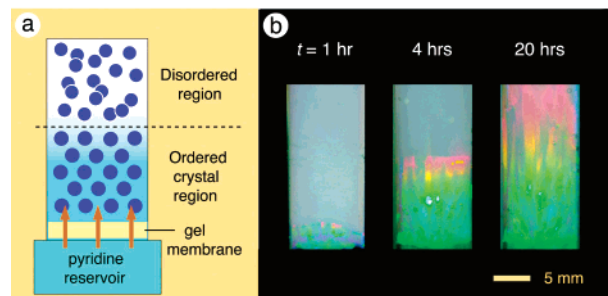 a
Disordered
region
Ordered
crystal
region
gel
membrane
pyridine
reservoir
b
t = 1 hr
4 hrs
20 hrs
5 mm